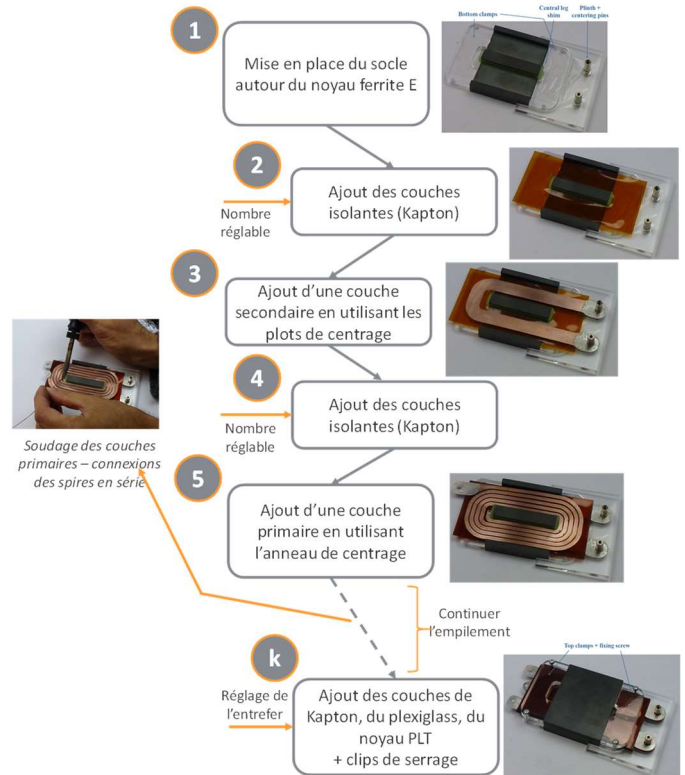 1
Mise en place du socle
autour du noyau ferrite E
Bottom clamps
Central leg
shim
Plinth +
centering pins
2
Nombre
réglable
Ajout des couches
isolantes (Kapton)
3
Ajout d'une couche
secondaire en utilisant les
plots de centrage
4
Nombre
réglable
Ajout des couches
isolantes (Kapton)
Soudage des couches
primaires – connexions
des spires en série
5
Ajout d'une couche
primaire en utilisant
l'anneau de centrage
Continuer
l'empilement
k
Réglage de
l'entrefer
Ajout des couches de
Kapton, du plexiglass, du
noyau PLT
+ clips de serrage
Top clamps + fixing screw